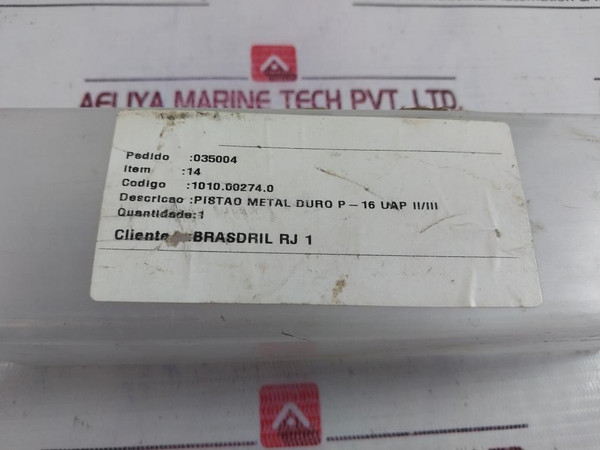 AELIYA MARINE TECH PVT. LTD.
Pedido :035004
Item :14
Codigo :1010.00274.0
Descricao :PISTAO METAL DURO P-16 UAP II/III
Quantidade:1
Cliente :BRASDRIL RJ 1